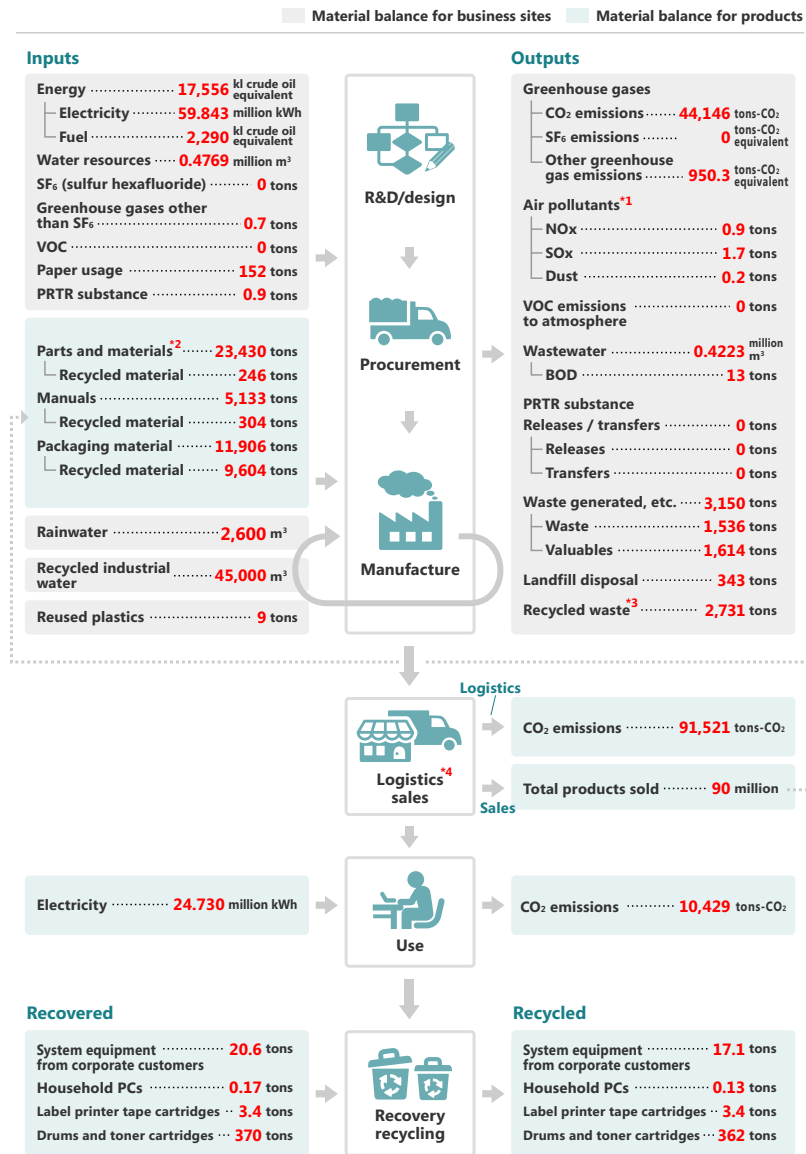 Material balance for business sites Material balance for products
Inputs
Energy 17,556 kl crude oil equivalent
Electricity 59.843 million kWh
Fuel 2,290 kl crude oil equivalent
Water resources 0.4769 million m³
SF₆ (sulfur hexafluoride) 0 tons
Greenhouse gases other
than SF₆ 0.7 tons
VOC 0 tons
Paper usage 152 tons
PRTR substance 0.9 tons
Parts and materials*2 23,430 tons
Recycled material 246 tons
Manuals 5,133 tons
Recycled material 304 tons
Packaging material 11,906 tons
Recycled material 9,604 tons
Rainwater 2,600 m³
Recycled industrial
water 45,000 m³
Reused plastics 9 tons
R&D/design
Procurement
Manufacture
Outputs
Greenhouse gases
CO₂ emissions 44,146 tons-CO₂
SF₆ emissions 0 tons-CO₂ equivalent
Other greenhouse
gas emissions 950.3 tons-CO₂ equivalent
Air pollutants*1
NOx 0.9 tons
SOx 1.7 tons
Dust 0.2 tons
VOC emissions
to atmosphere 0 tons
Wastewater 0.4223 million m³
BOD 13 tons
PRTR substance
Releases / transfers 0 tons
Releases 0 tons
Transfers 0 tons
Waste generated, etc. 3,150 tons
Waste 1,536 tons
Valuables 1,614 tons
Landfill disposal 343 tons
Recycled waste*3 2,731 tons
Logistics
Logistics*4
sales
Sales
CO₂ emissions 91,521 tons-CO₂
Total products sold 90 million
Electricity 24.730 million kWh
Use
CO₂ emissions 10,429 tons-CO₂
Recovered
System equipment 20.6 tons
from corporate customers
Household PCs 0.17 tons
Label printer tape cartridges 3.4 tons
Drums and toner cartridges 370 tons
Recovery
recycling
Recycled
System equipment 17.1 tons
from corporate customers
Household PCs 0.13 tons
Label printer tape cartridges 3.4 tons
Drums and toner cartridges 362 tons